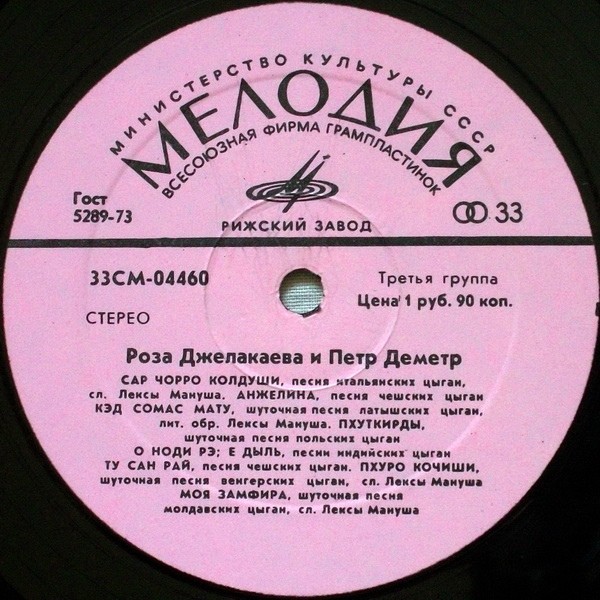 МИНИСТЕРСТВО КУЛЬТУРЫ СССР
МЕЛОДИЯ
ВСЕСОЮЗНАЯ ФИРМА ГРАМПЛАСТИНОК
Гост
5289-73
33
РИЖСКИЙ ЗАВОД
33СМ-04460
Третья группа
Цена 1 руб. 90 коп.
СТЕРЕО
Роза Джелакаева и Петр Деметр
САР ЧОРРО КОЛДУШИ, песня итальянских цыган,
сл. Лексы Мануша. АНЖЕЛИНА, песня чешских цыган
КЭД СОМАС МАТУ, шуточная песня латышских цыган,
лит. обр. Лексы Мануша. ПХУТКИРДЫ,
шуточная песня польских цыган
О НОДИ РЭ; Е ДЫЛЬ, песни индийских цыган
ТУ САН РАЙ, песня чешских цыган. ПХУРО КОЧИШИ,
шуточная песня венгерских цыган, сл. Лексы Мануша
МОЯ ЗАМФИРА, шуточная песня
молдавских цыган, сл. Лексы Мануша